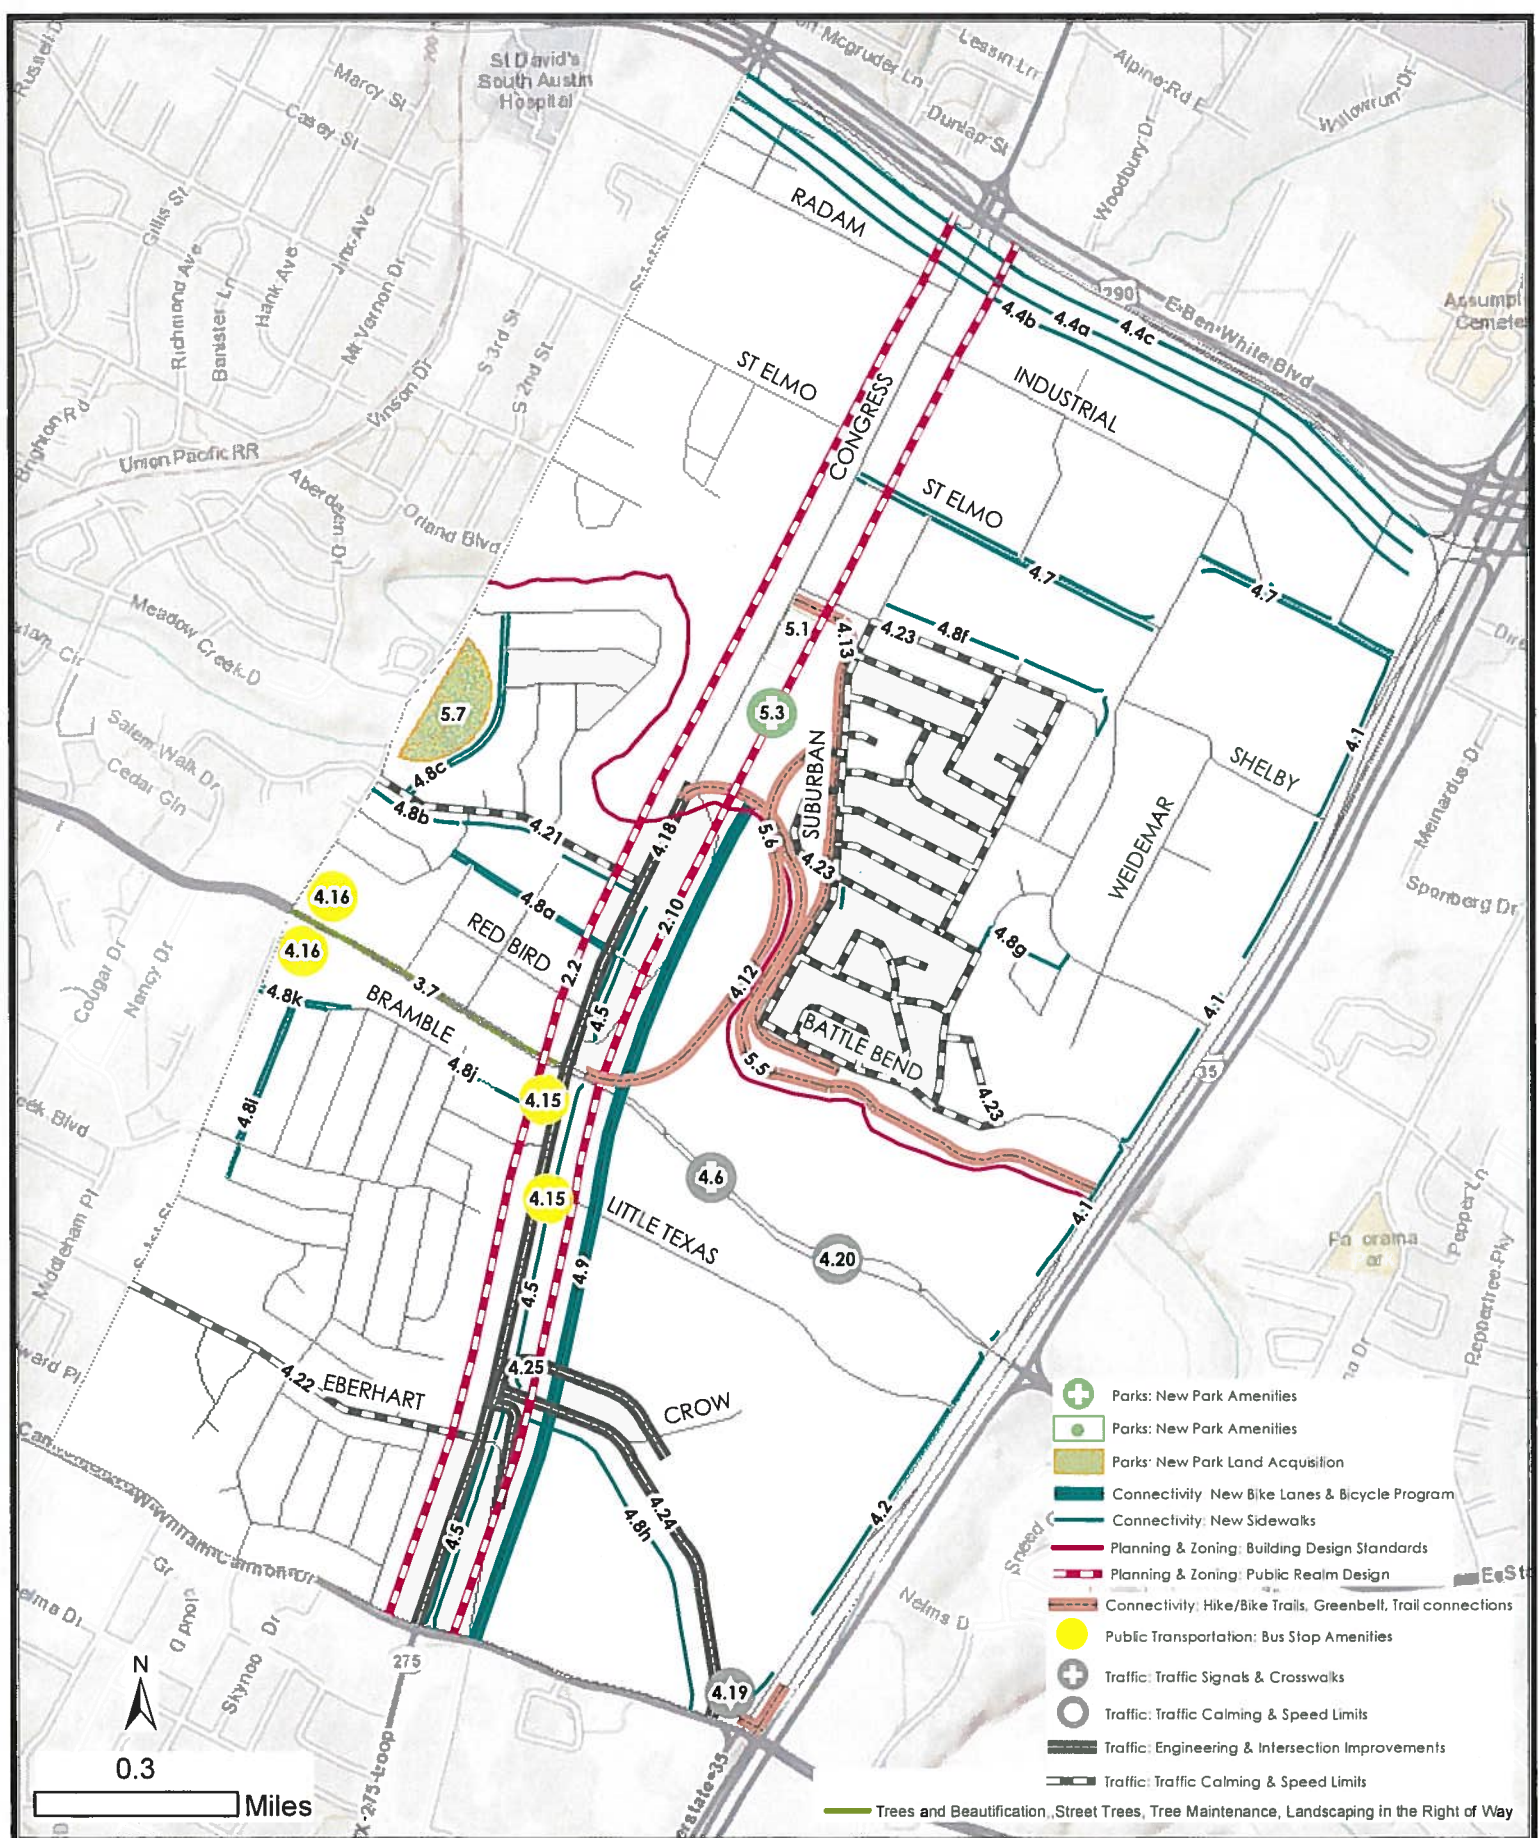 St David's
South Austin
Hospital
Marcy St
Casey St
200
Mcgruder Ln
Lessin Ln
Alpine Rd
Dunlap St
Woodbury Dr
Willowrun Dr
Gillis St
Richmond Ave
Banister Ln
Hank Ave
Jinx Ave
Mt Vernon Dr
Vinson Dr
S 3rd St
S 2nd St
Brighton Rd
Union Pacific RR
Orland Blvd
Meadow Creek D
Salem Walk Dr
Cedar Gln
Cougar Dr
Nancy Dr
RADAM
ST ELMO
CONGRESS
INDUSTRIAL
290
E Ben White Blvd
4.4b
4.4a
4.4c
ST ELMO
4.7
4.7
5.1
4.13
4.23
4.8f
5.7
5.3
SUBURBAN
SHELBY
4.1
Meinardus Dr
4.8c
4.8b
4.21
4.18
5.6
4.23
WEIDEMAR
Sponberg Dr
4.16
4.8a
RED BIRD
2.10
4.8g
4.16
3.7
2.2
4.12
4.8k
BRAMBLE
4.5
BATTLE BEND
4.1
4.8j
5.5
35
4.15
4.23
4.8i
4.6
4.15
LITTLE TEXAS
4.1
4.20
Middleham Pl
S 1st St
4.9
4.5
Pepper Ln
Peppertree Pky
4.25
4.22
EBERHART
CROW
4.24
4.8h
4.2
4.5
Nelms D
Skynoo Dr
275
4.19
N
0.3
Miles
Parks: New Park Amenities
Parks: New Park Amenities
Parks: New Park Land Acquisition
Connectivity New Bike Lanes & Bicycle Program
Connectivity: New Sidewalks
Planning & Zoning: Building Design Standards
Planning & Zoning: Public Realm Design
Connectivity: Hike/Bike Trails, Greenbelt, Trail connections
Public Transportation: Bus Stop Amenities
Traffic: Traffic Signals & Crosswalks
Traffic: Traffic Calming & Speed Limits
Traffic: Engineering & Intersection Improvements
Traffic: Traffic Calming & Speed Limits
Trees and Beautification, Street Trees, Tree Maintenance, Landscaping in the Right of Way